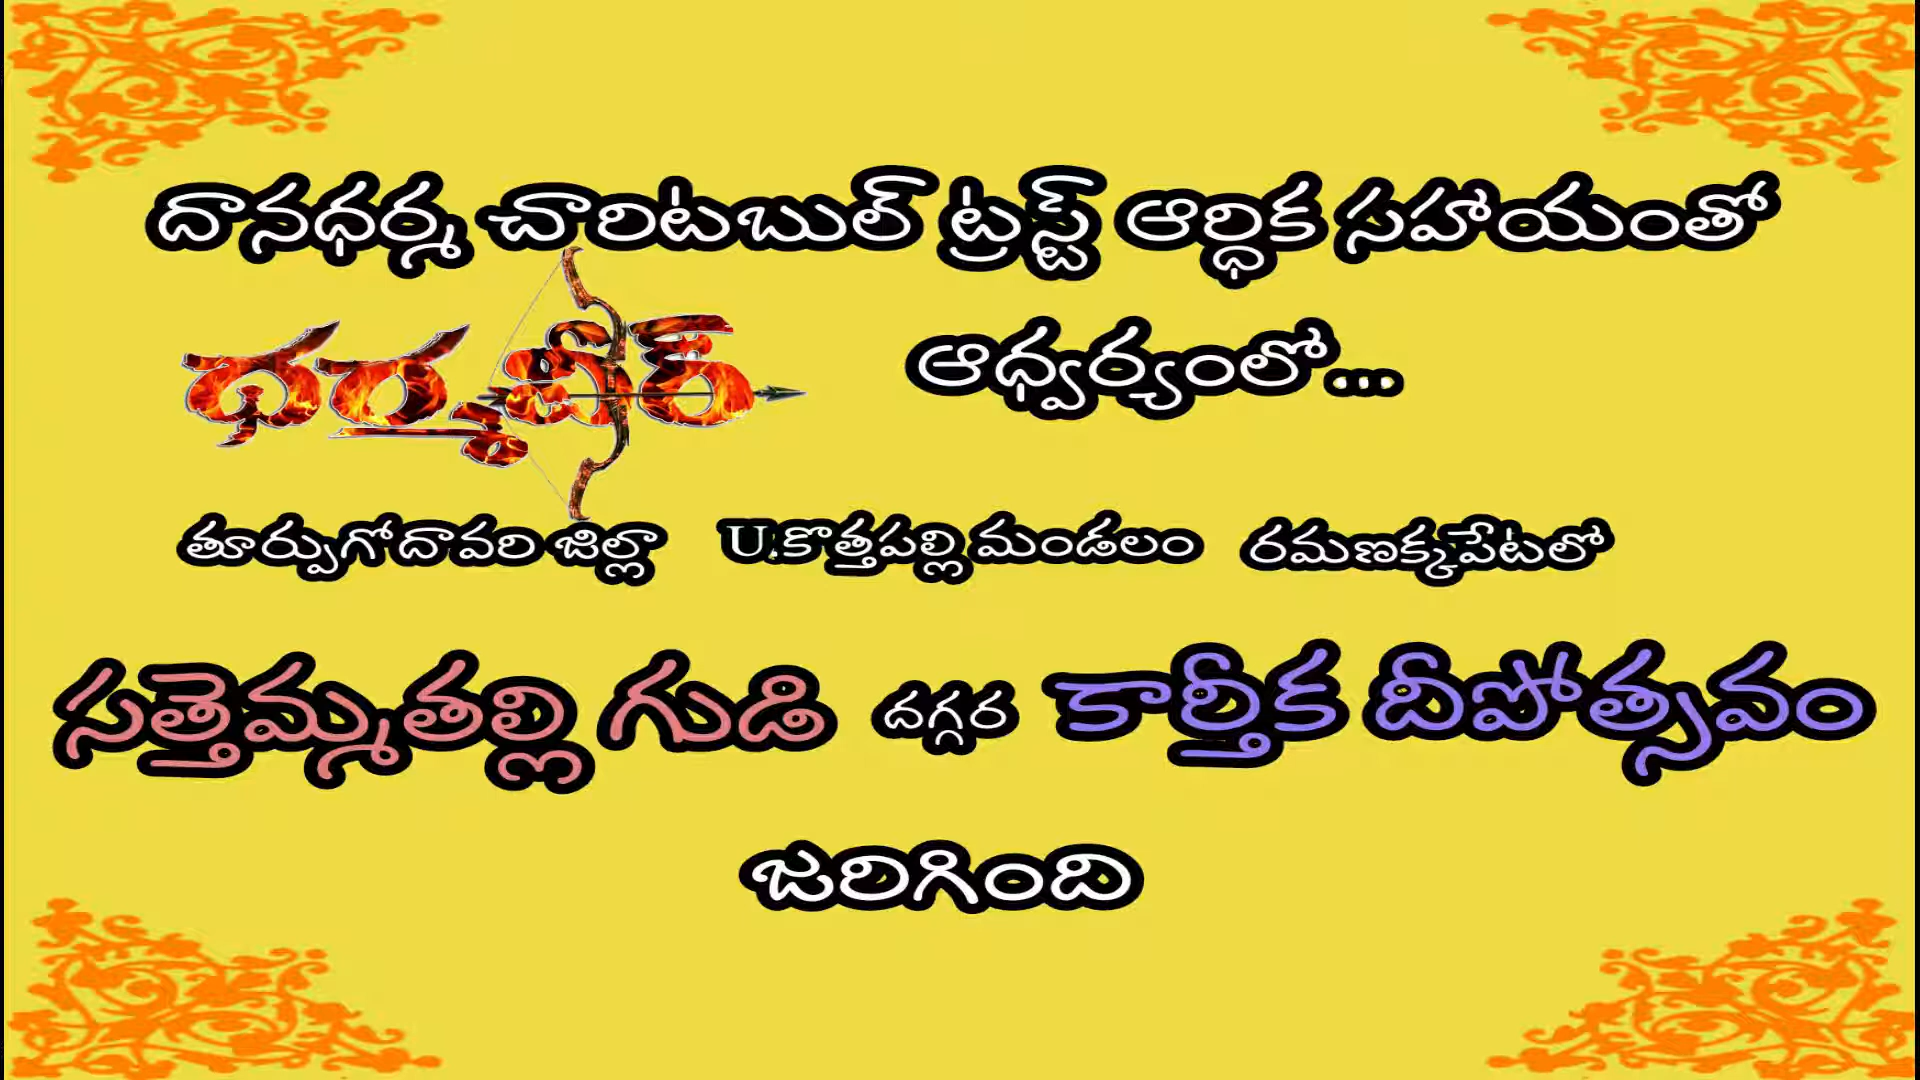 దానధర్మ చారిటబుల్ ట్రస్ట్ ఆర్ధిక సహాయంతో
ధర్మవీర్ ఆధ్వర్యంలో...
తూర్పుగోదావరి జిల్లా U.కొత్తపల్లి మండలం రమణక్కపేటలో
సత్తెమ్మతల్లి గుడి దగ్గర కార్తీక దీపోత్సవం
జరిగింది